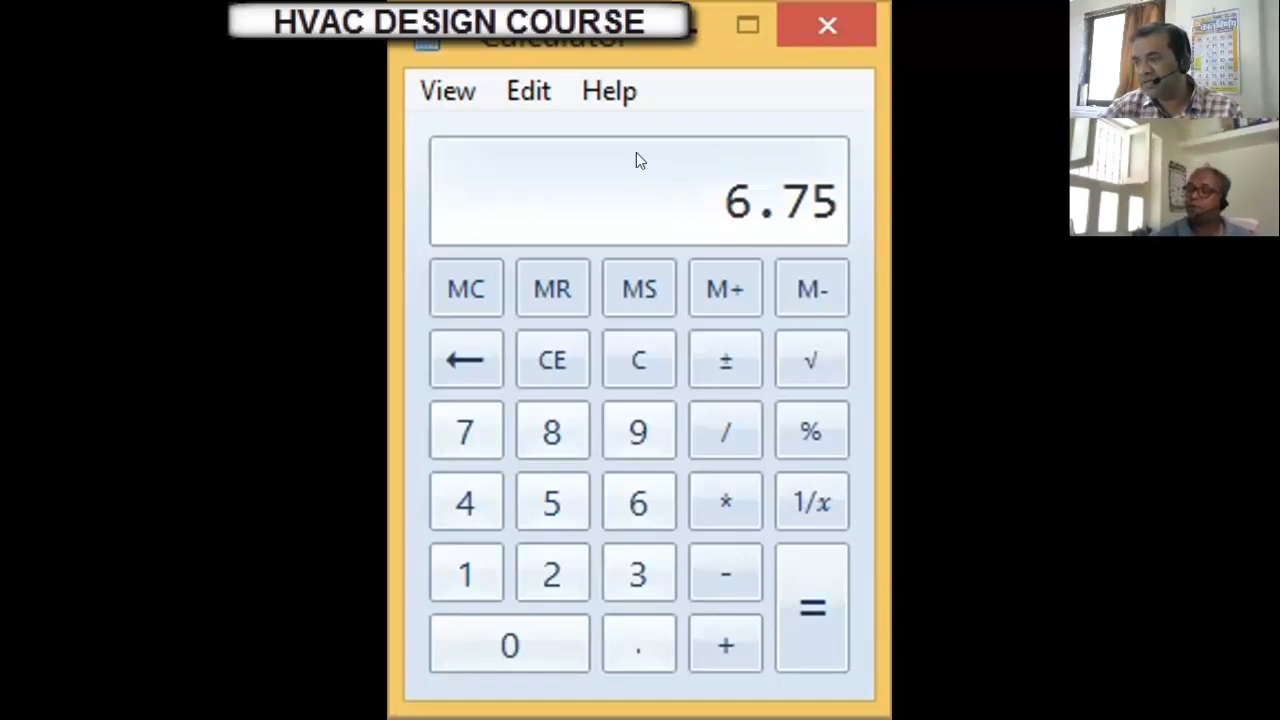 HVAC DESIGN COURSE
Calculator
View Edit Help
6.75
MC MR MS M+ M-
← CE C ± √
7 8 9 / %
4 5 6 * 1/x
1 2 3 - =
0 . +